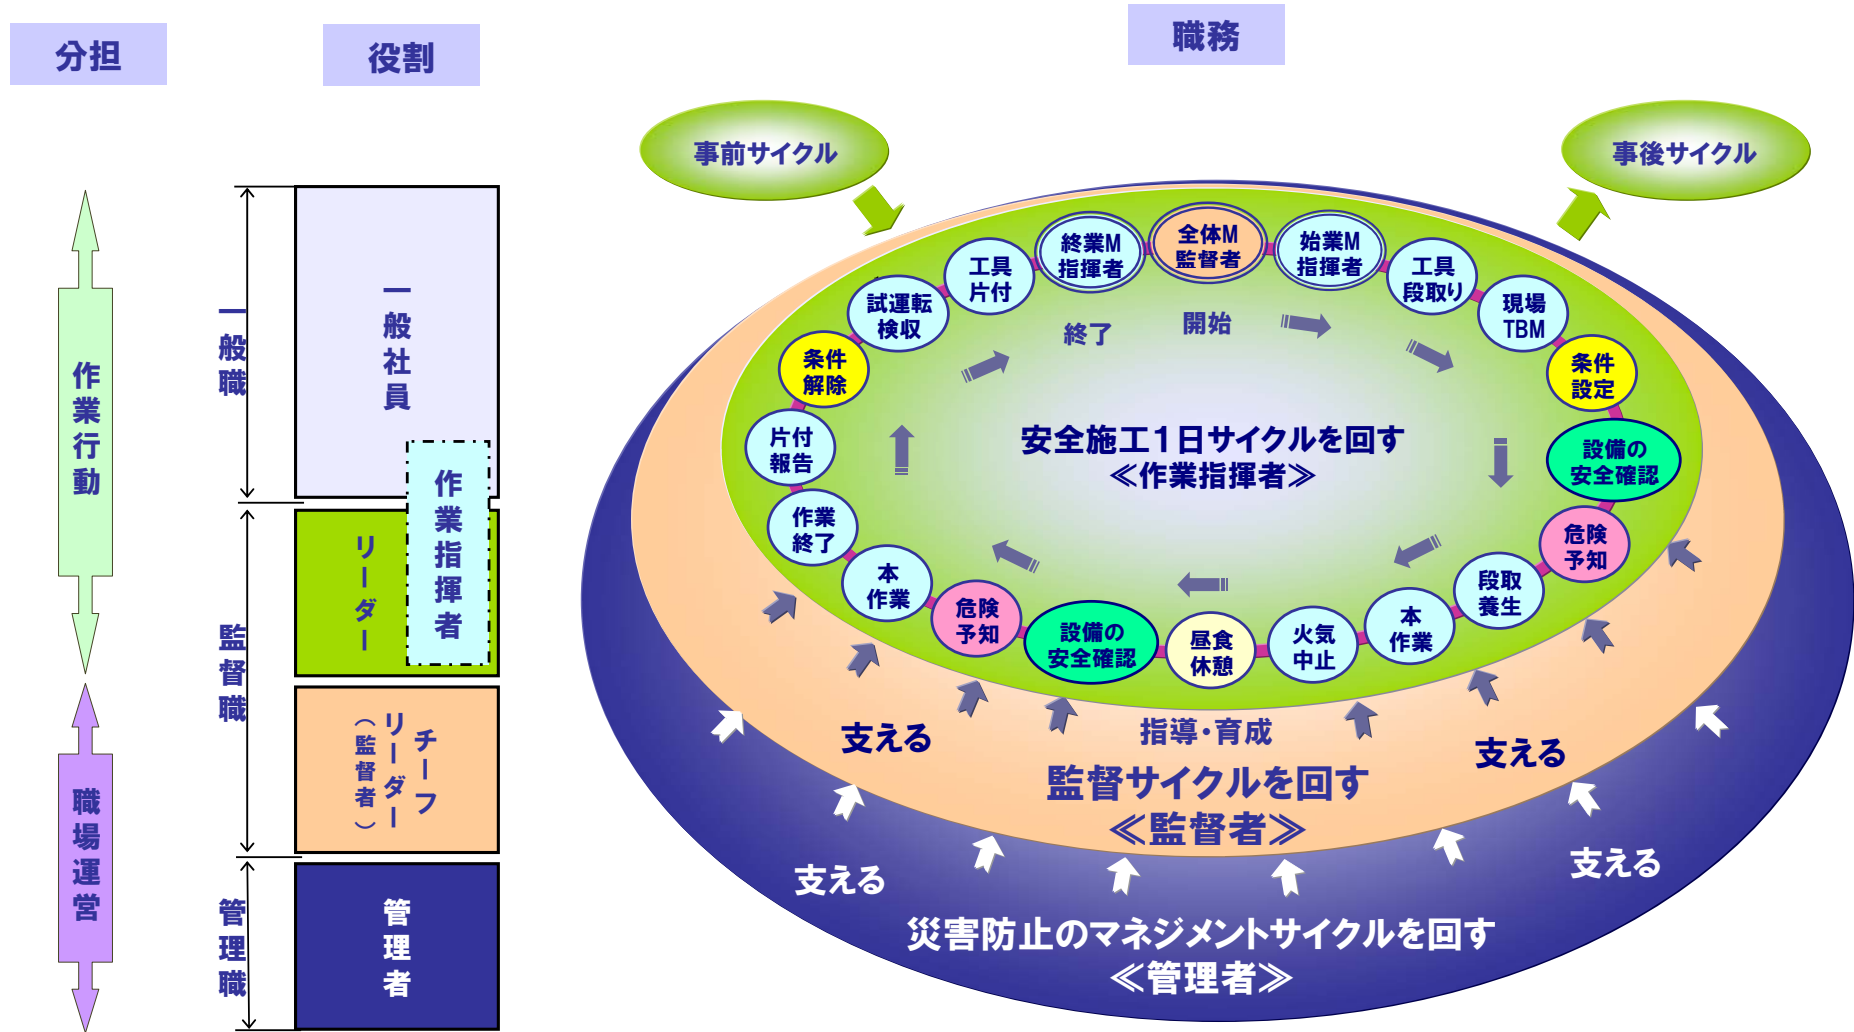 分担
役割
職務
作業行動
職場運営
一般職
監督職
管理職
一般社員
作業指揮者
リーダー
チーフ
リーダー
（監督者）
管理者
事前サイクル
事後サイクル
全体M
監督者
始業M
指揮者
工具
段取り
現場
TBM
条件
設定
設備の
安全確認
危険
予知
段取
養生
本
作業
火気
中止
昼食
休憩
設備の
安全確認
危険
予知
本
作業
作業
終了
片付
報告
条件
解除
試運転
検収
工具
片付
終業M
指揮者
終了
開始
安全施工１日サイクルを回す
≪作業指揮者≫
支える
指導・育成
支える
監督サイクルを回す
≪監督者≫
支える
支える
災害防止のマネジメントサイクルを回す
≪管理者≫